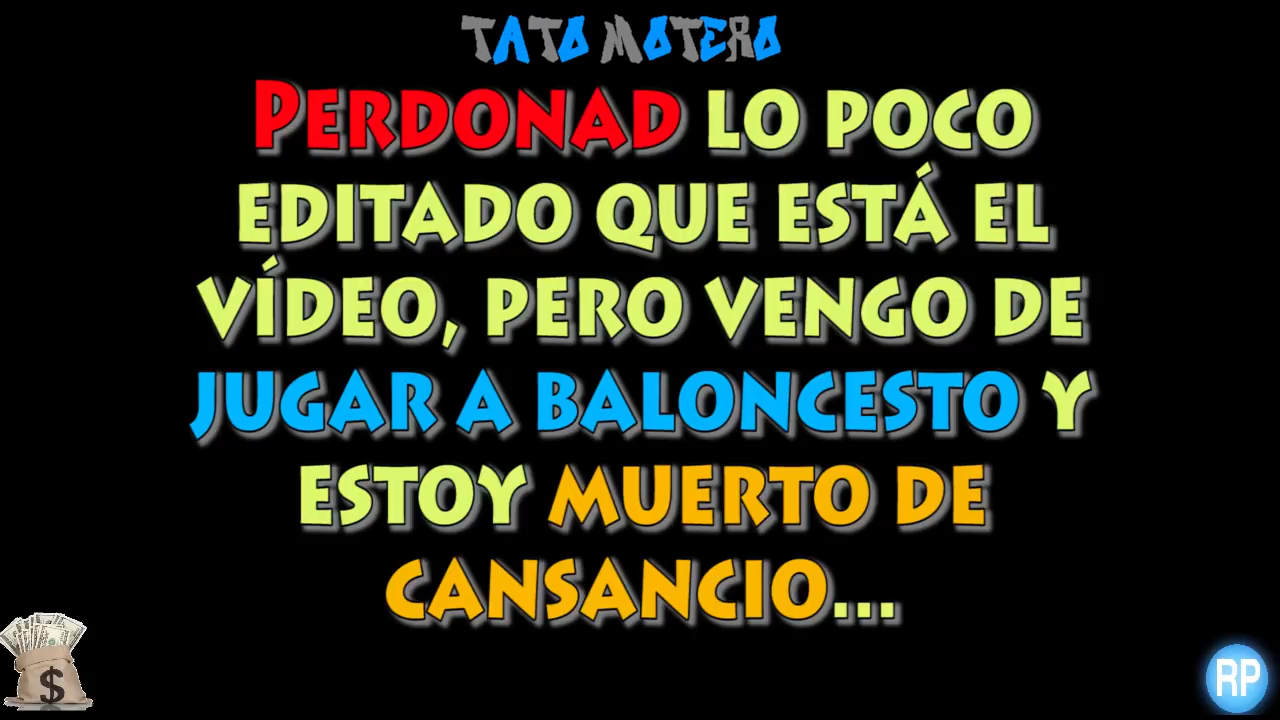 TATO MOTERO
PERDONAD LO POCO
EDITADO QUE ESTÁ EL
VÍDEO, PERO VENGO DE
JUGAR A BALONCESTO Y
ESTOY MUERTO DE
CANSANCIO...
$
RP